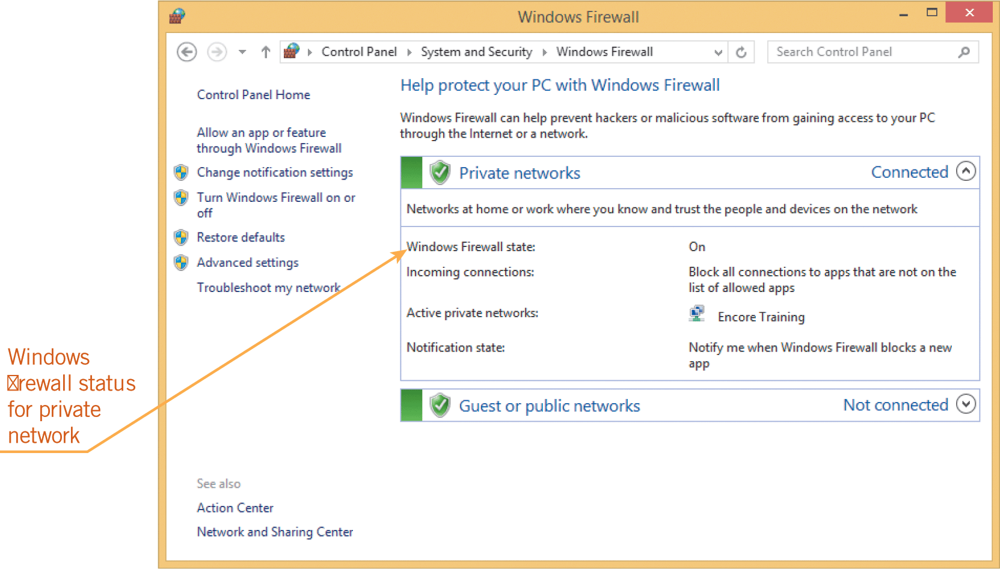 Windows Firewall
Control Panel
System and Security
Windows Firewall
Search Control Panel
Control Panel Home
Allow an app or feature
through Windows Firewall
Change notification settings
Turn Windows Firewall on or
off
Restore defaults
Advanced settings
Troubleshoot my network
Help protect your PC with Windows Firewall
Windows Firewall can help prevent hackers or malicious software from gaining access to your PC
through the Internet or a network.
Private networks
Connected
Networks at home or work where you know and trust the people and devices on the network
Windows Firewall state:
On
Incoming connections:
Block all connections to apps that are not on the
list of allowed apps
Active private networks:
Encore Training
Notification state:
Notify me when Windows Firewall blocks a new
app
Guest or public networks
Not connected
See also
Action Center
Network and Sharing Center
Windows
☒rewall status
for private
network